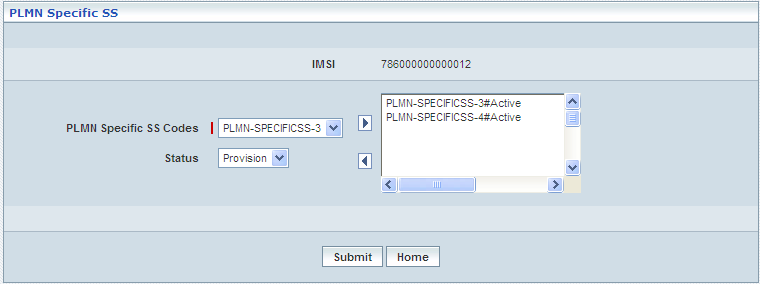 PLMN Specific SS
IMSI 786000000000012
PLMN-SPECIFICSS-3#Active
PLMN-SPECIFICSS-4#Active
PLMN Specific SS Codes PLMN-SPECIFICSS-3
Status Provision
Submit Home